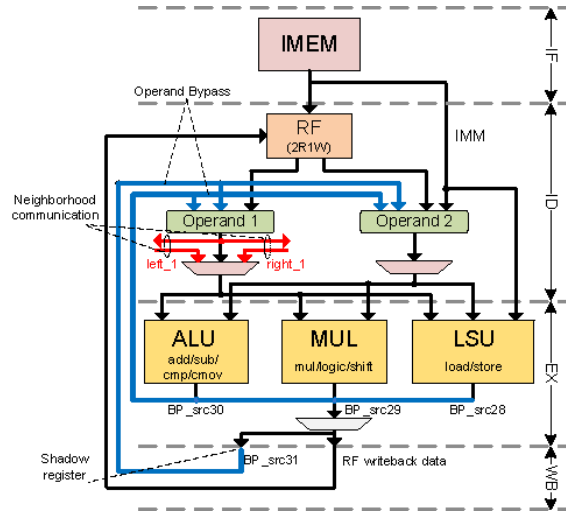 IMEM
IF
Operand Bypass
RF
(2R1W)
IMM
ID
Neighborhood
communication
Operand 1
Operand 2
left_1
right_1
ALU
add/sub/
cmp/cmov
MUL
mul/logic/shift
LSU
load/store
EX
BP_src30
BP_src29
BP_src28
Shadow
register
BP_src31
RF writeback data
WB